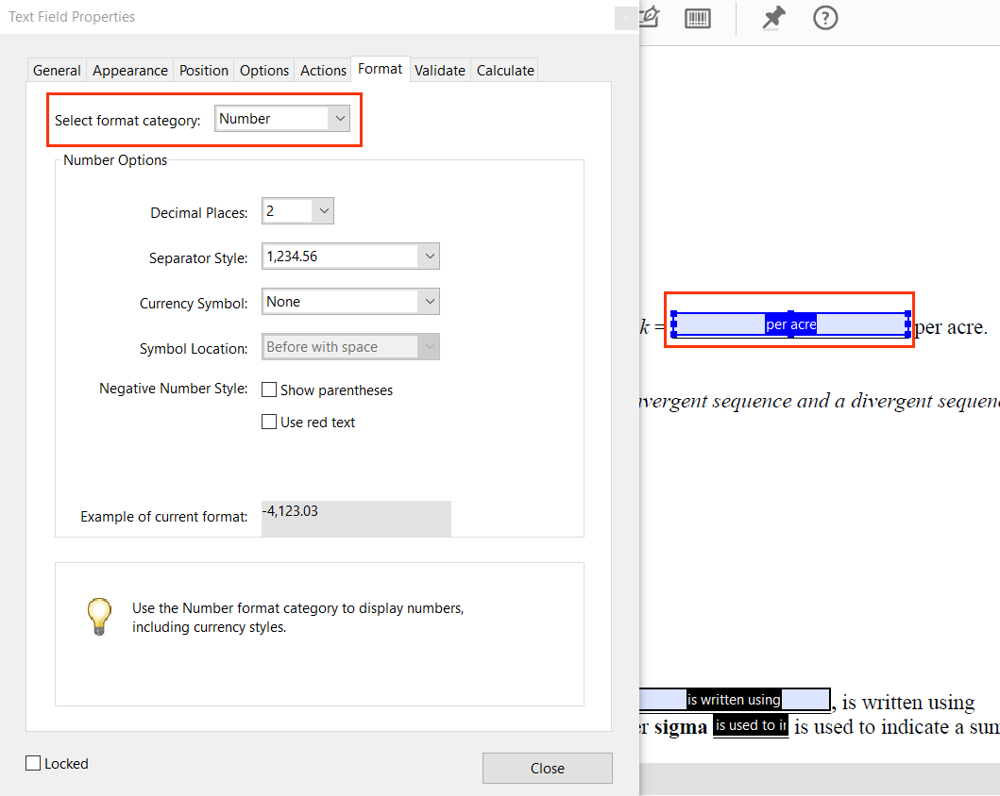 Text Field Properties
General Appearance Position Options Actions Format Validate Calculate
Select format category: Number
Number Options
Decimal Places: 2
Separator Style: 1,234.56
Currency Symbol: None
Symbol Location: Before with space
Negative Number Style: Show parentheses
Use red text
Example of current format: -4,123.03
Use the Number format category to display numbers,
including currency styles.
Locked
Close
k = per acre per acre.
nvergent sequence and a divergent sequen
is written using , is written using
er sigma is used to i is used to indicate a sum